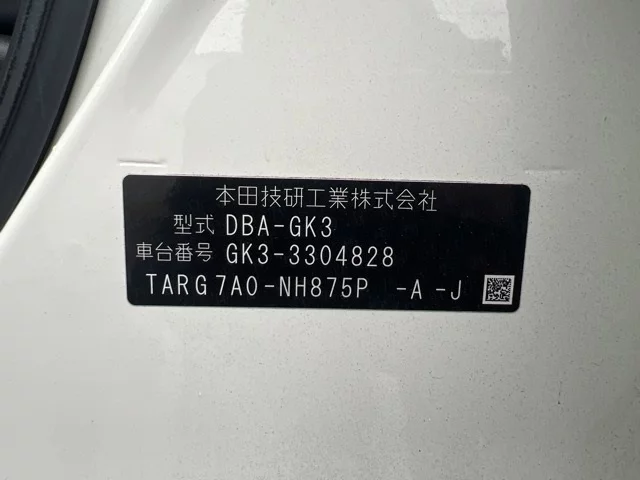 本田技研工業株式会社
型式 DBA-GK3
車台番号 GK3-3304828
TARG7A0-NH875P -A -J